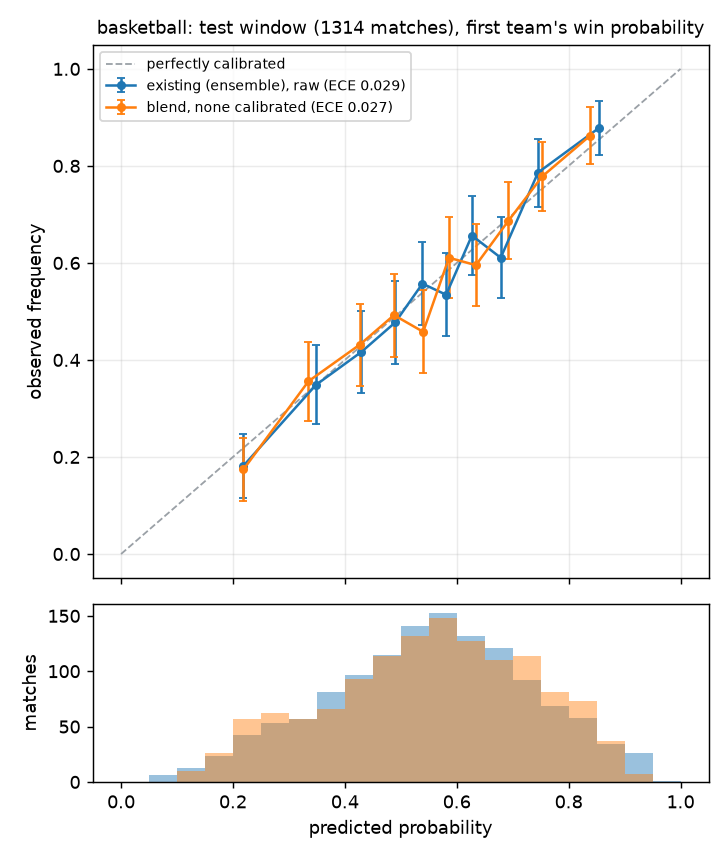 basketball: test window (1314 matches), first team's win probability
perfectly calibrated
existing (ensemble), raw (ECE 0.029)
blend, none calibrated (ECE 0.027)
1.0
0.8
0.6
0.4
0.2
0.0
observed frequency
150
100
50
0
matches
0.0 0.2 0.4 0.6 0.8 1.0
predicted probability